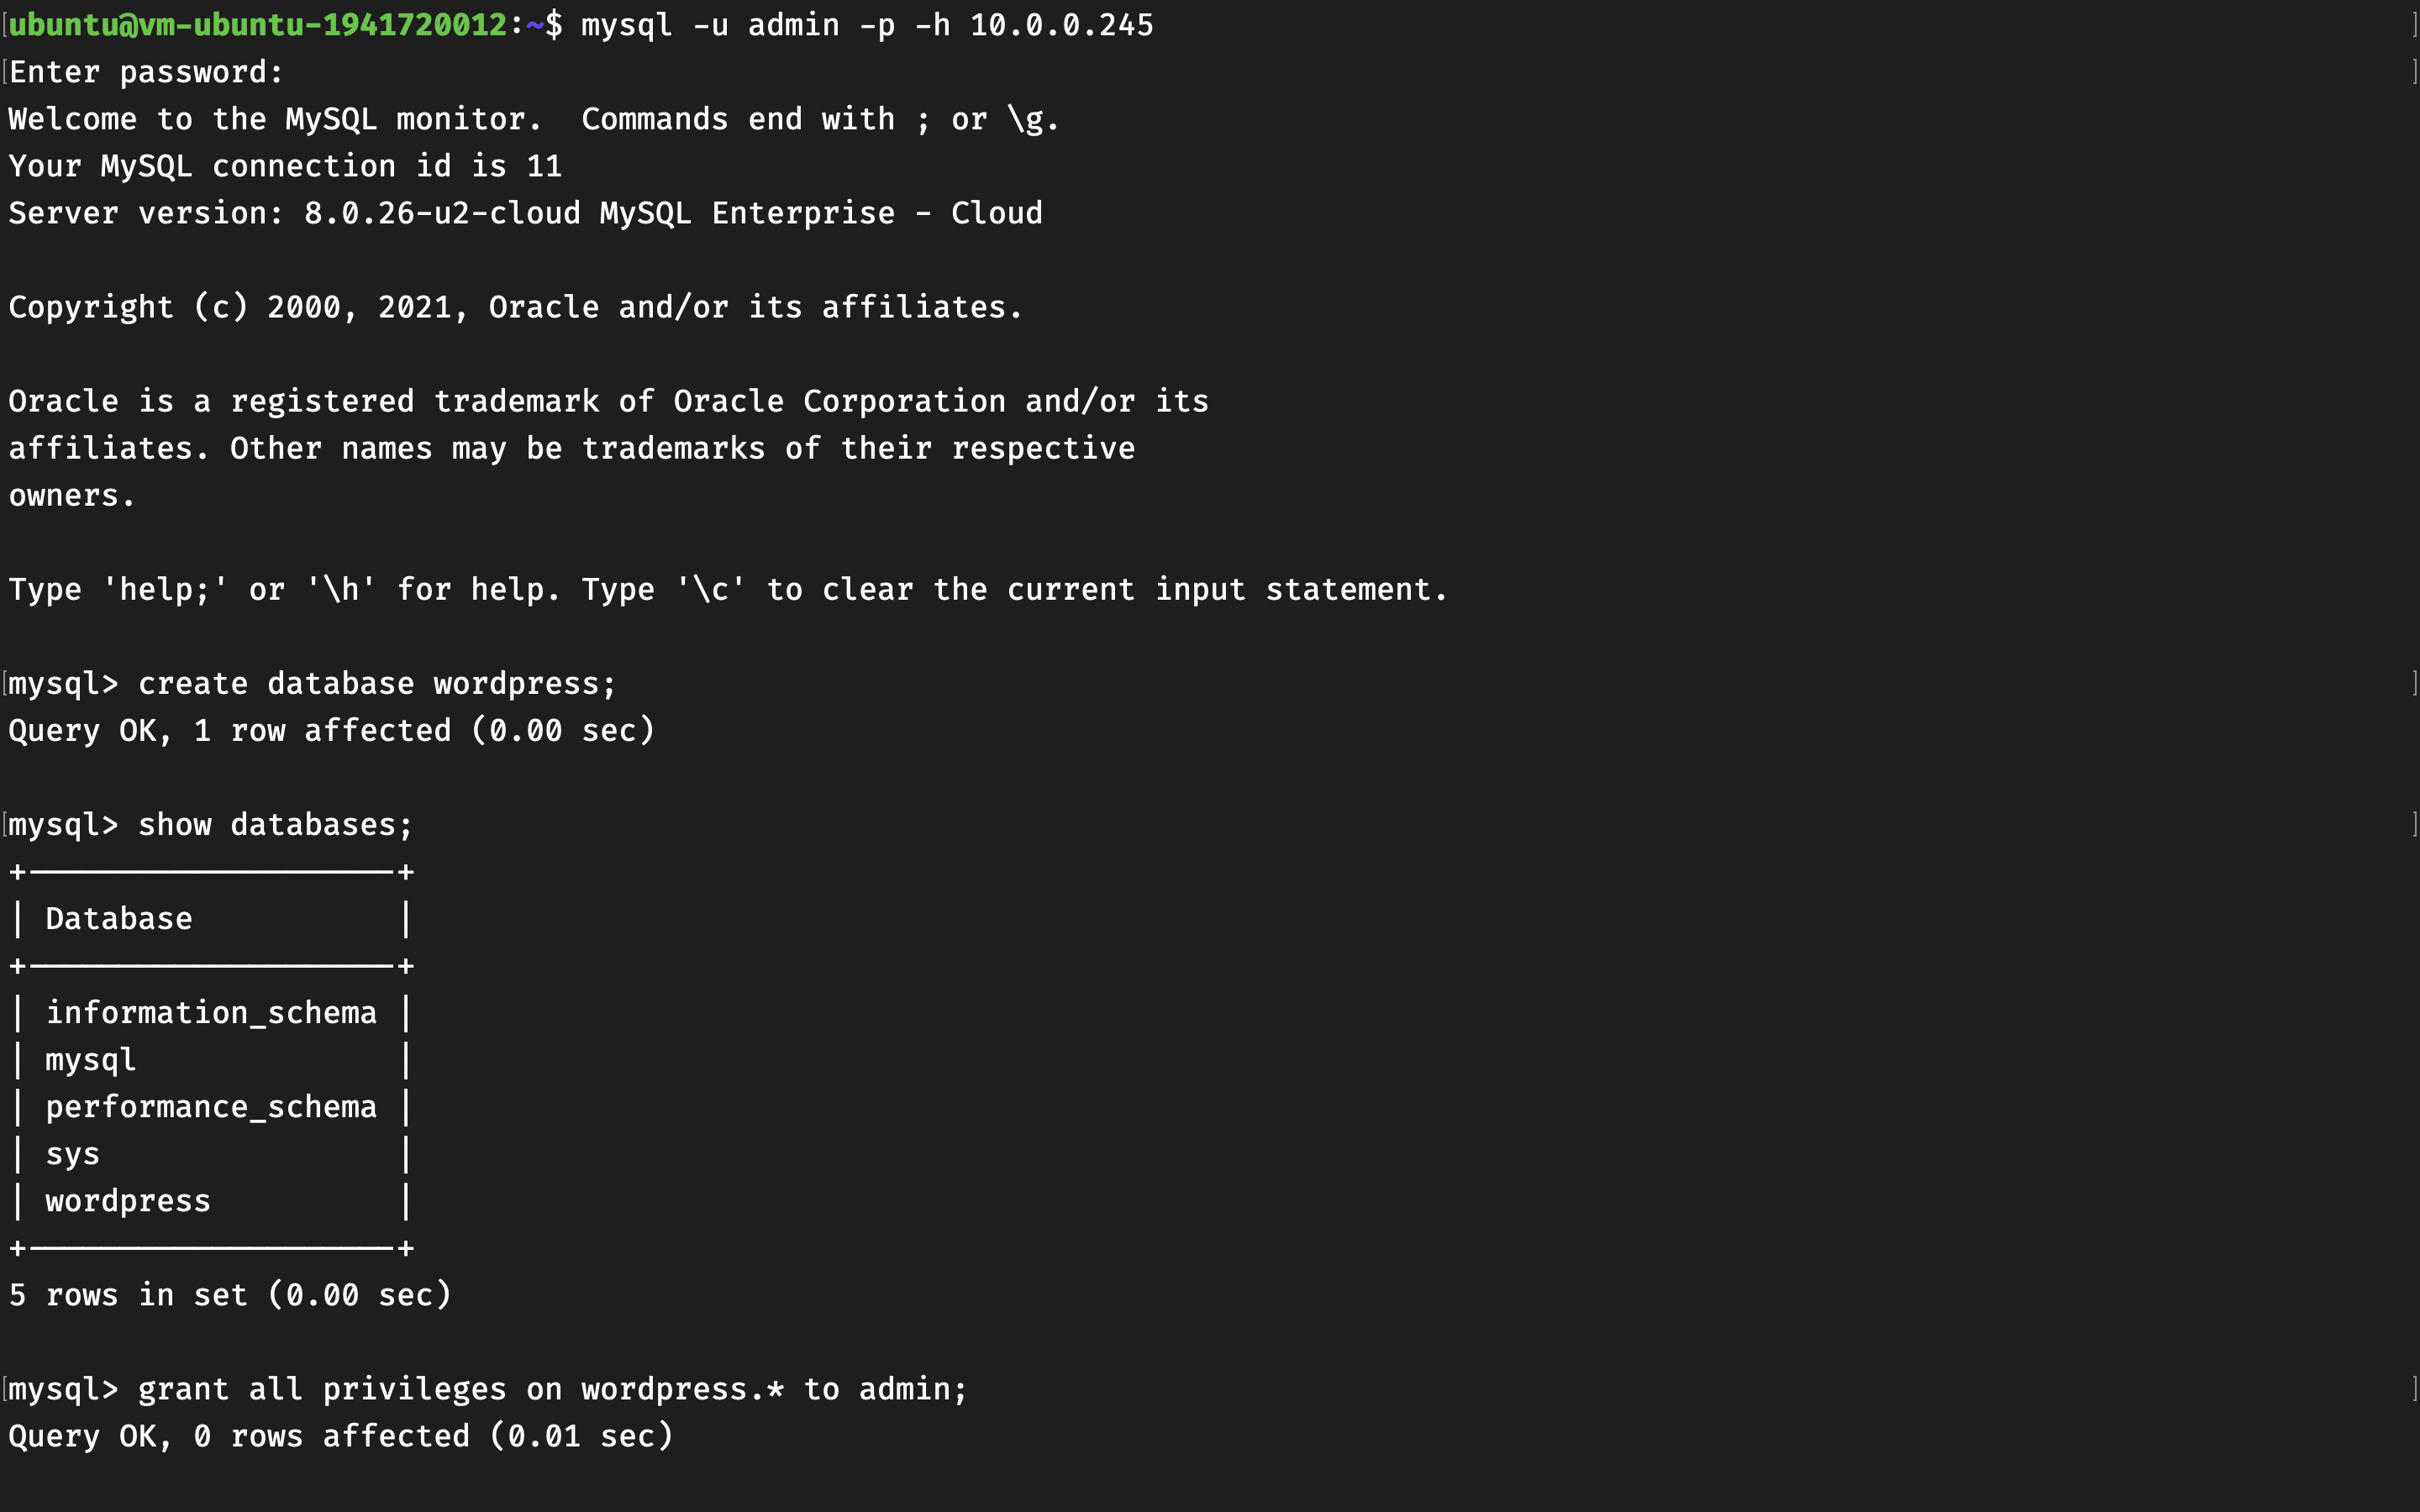 ubuntu@vm-ubuntu-1941720012:~$ mysql -u admin -p -h 10.0.0.245
Enter password:
Welcome to the MySQL monitor.  Commands end with ; or \g.
Your MySQL connection id is 11
Server version: 8.0.26-u2-cloud MySQL Enterprise - Cloud
Copyright (c) 2000, 2021, Oracle and/or its affiliates.
Oracle is a registered trademark of Oracle Corporation and/or its
affiliates. Other names may be trademarks of their respective
owners.
Type 'help;' or '\h' for help. Type '\c' to clear the current input statement.
mysql> create database wordpress;
Query OK, 1 row affected (0.00 sec)
mysql> show databases;
+--------------------+
| Database           |
+--------------------+
| information_schema |
| mysql              |
| performance_schema |
| sys                |
| wordpress          |
+--------------------+
5 rows in set (0.00 sec)
mysql> grant all privileges on wordpress.* to admin;
Query OK, 0 rows affected (0.01 sec)